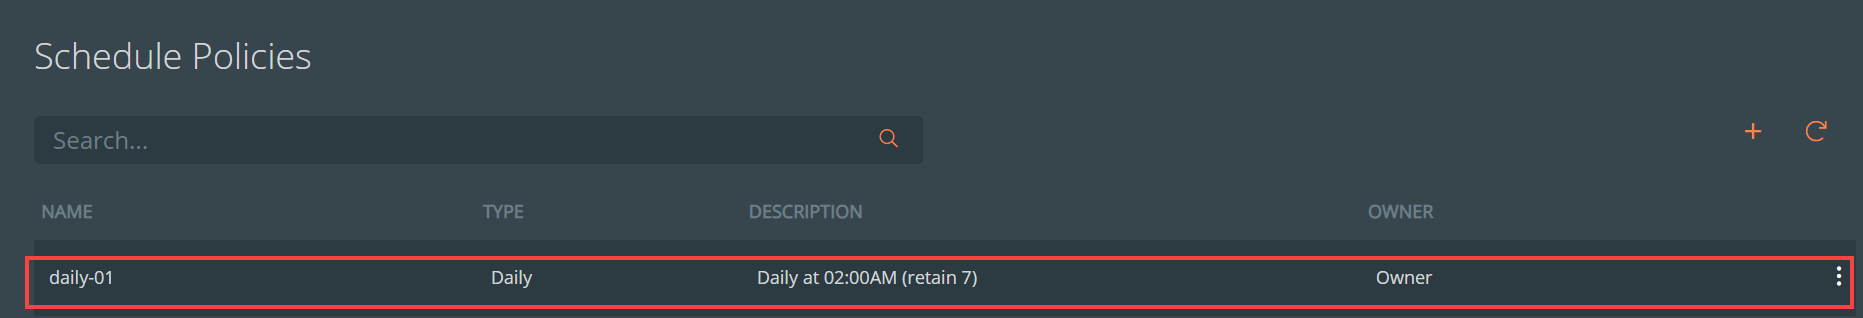 Schedule Policies
Search...
NAME TYPE DESCRIPTION OWNER
daily-01 Daily Daily at 02:00AM (retain 7) Owner